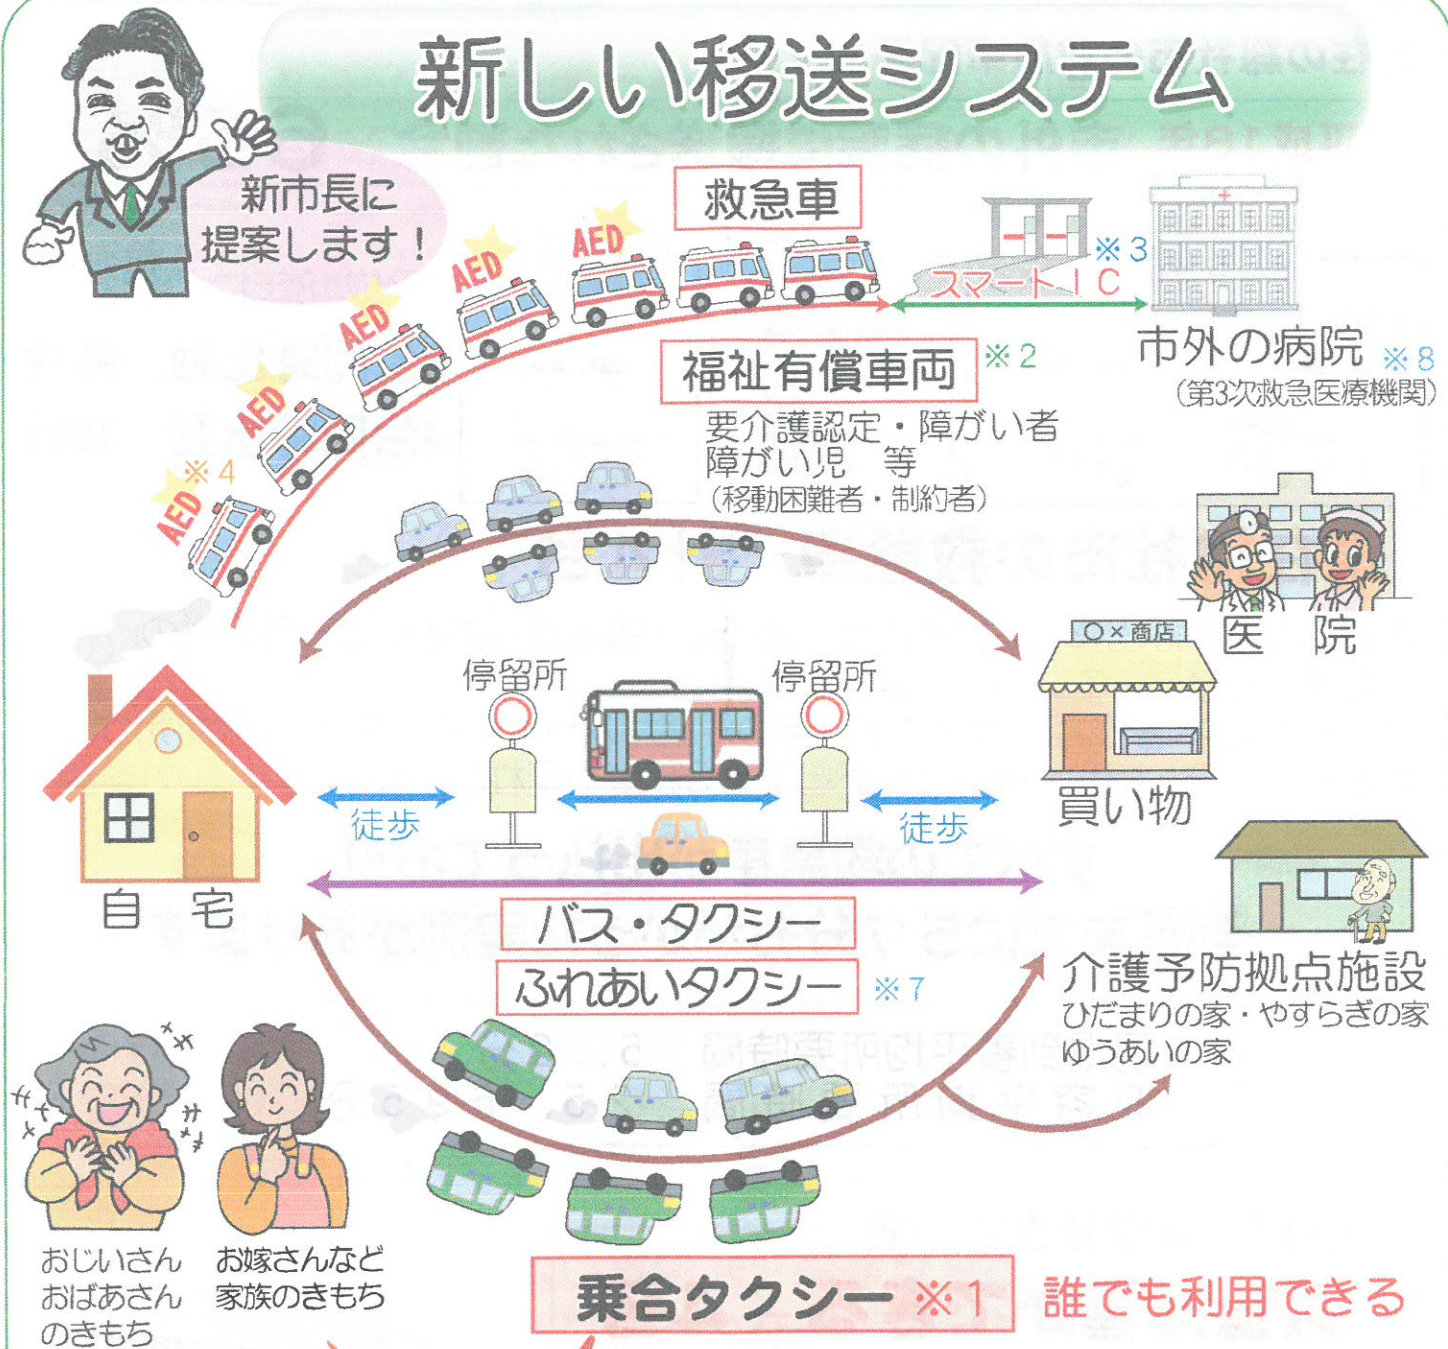 新しい移送システム
新市長に
提案します！
救急車
AED
AED
AED
AED
AED
※4
※3
スマートIC
市外の病院 ※8
（第3次救急医療機関）
福祉有償車両 ※2
要介護認定・障がい者
障がい児　等
（移動困難者・制約者）
医　院
○×商店
買い物
停留所
停留所
徒歩
徒歩
自　宅
バス・タクシー
ふれあいタクシー ※7
介護予防拠点施設
ひだまりの家・やすらぎの家
ゆうあいの家
おじいさん
おばあさん
のきもち
お嫁さんなど
家族のきもち
乗合タクシー ※1
誰でも利用できる